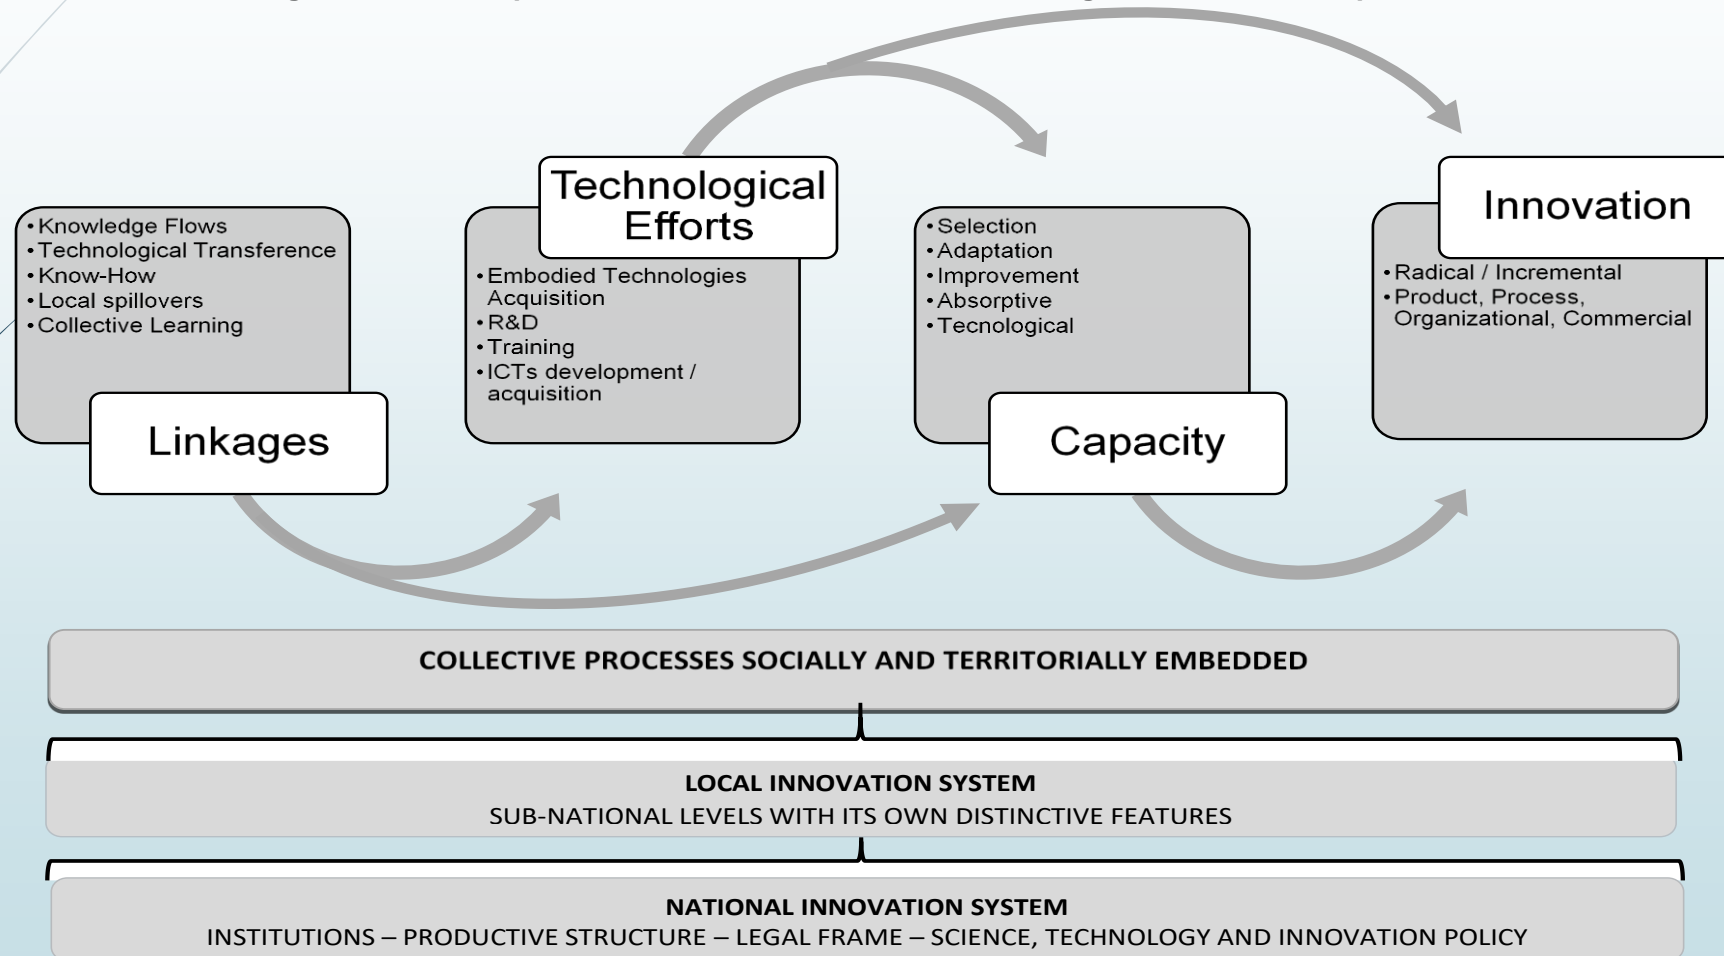 • Knowledge Flows
• Technological Transference
• Know-How
• Local spillovers
• Collective Learning
Linkages
Technological
Efforts
• Embodied Technologies
Acquisition
• R&D
• Training
• ICTs development /
acquisition
• Selection
• Adaptation
• Improvement
• Absorptive
• Tecnological
Capacity
Innovation
• Radical / Incremental
• Product, Process,
Organizational, Commercial
COLLECTIVE PROCESSES SOCIALLY AND TERRITORIALLY EMBEDDED
LOCAL INNOVATION SYSTEM
SUB-NATIONAL LEVELS WITH ITS OWN DISTINCTIVE FEATURES
NATIONAL INNOVATION SYSTEM
INSTITUTIONS – PRODUCTIVE STRUCTURE – LEGAL FRAME – SCIENCE, TECHNOLOGY AND INNOVATION POLICY